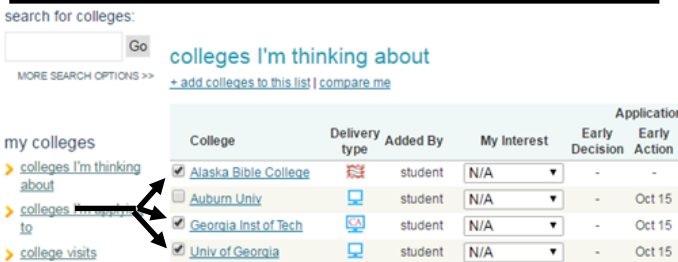 search for colleges:
Go
MORE SEARCH OPTIONS >>
my colleges
colleges I'm thinking
about
colleges I'm applying
to
college visits
colleges I'm thinking about
+ add colleges to this list | compare me
Application
College Delivery type Added By My Interest Early Decision Early Action
Alaska Bible College student N/A - -
Auburn Univ student N/A - Oct 15
Georgia Inst of Tech CA student N/A - Oct 15
Univ of Georgia student N/A - Oct 15